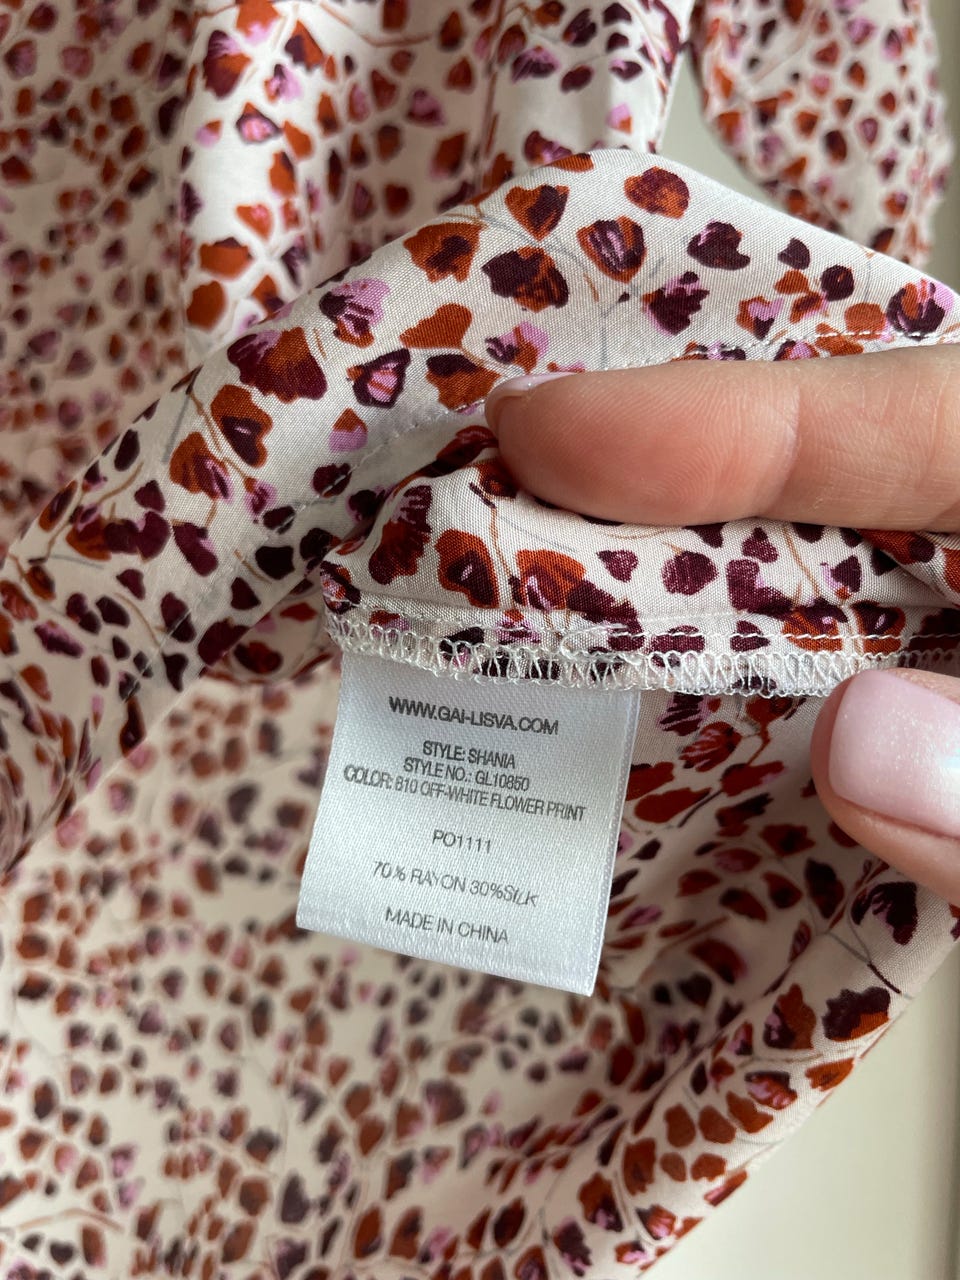 WWW.GAI-LISVA.COM
STYLE: SHANIA
STYLE NO.: GL10850
COLOR: 810 OFF-WHITE FLOWER PRINT
PO1111
70% RAYON 30%SILK
MADE IN CHINA